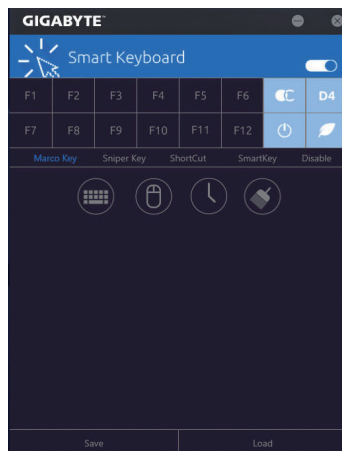 GIGABYTE™
Smart Keyboard
F1 F2 F3 F4 F5 F6 D4
F7 F8 F9 F10 F11 F12
Marco Key Sniper Key ShortCut SmartKey Disable
Save Load